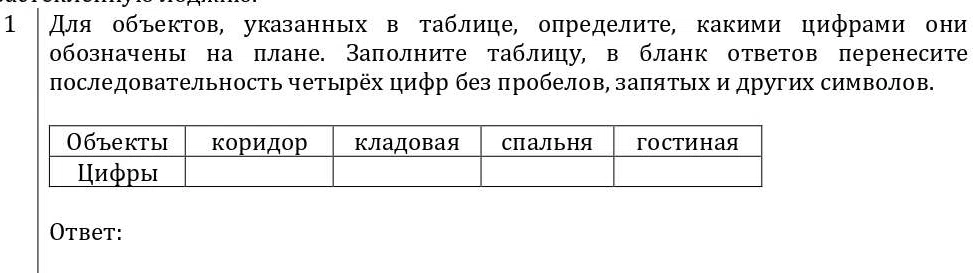 1 Для объектов, указанных в таблице, определите, какими цифрами они
обозначены на плане. Заполните таблицу, в бланк ответов перенесите
последовательность четырёх цифр без пробелов, запятых и других символов.
Объекты коридор кладовая спальня гостиная
Цифры
Ответ: